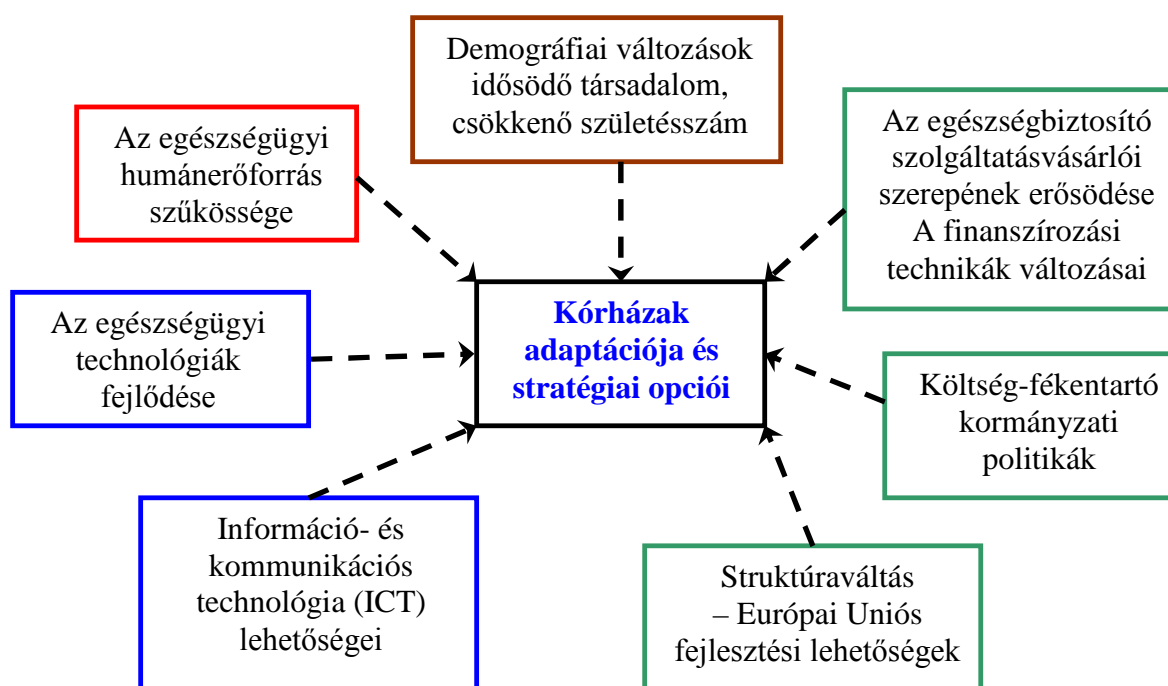 Demográfiai változások
idősödő társadalom,
csökkenő születésszám
Az egészségügyi
humánerőforrás
szűkössége
Az egészségbiztosító
szolgáltatásvásárlói
szerepének erősödése
A finanszírozási
technikák változásai
Az egészségügyi
technológiák
fejlődése
Kórházak
adaptációja és
stratégiai opciói
Költség-fékentartó
kormányzati
politikák
Információ- és
kommunikációs
technológia (ICT)
lehetőségei
Struktúraváltás
– Európai Uniós
fejlesztési lehetőségek